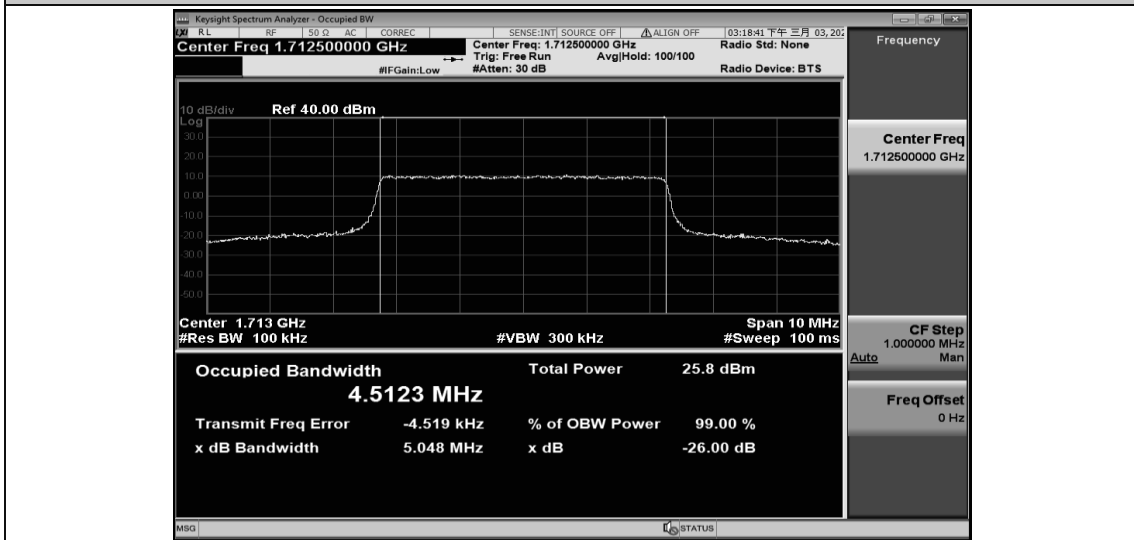 Keysight Spectrum Analyzer - Occupied BW
LXI RL RF 50 Ω AC CORREC SENSE:INT SOURCE OFF ⚠ALIGN OFF 03:18:41 下午 三月 03, 202
Center Freq 1.712500000 GHz
Center Freq: 1.712500000 GHz
Radio Std: None
Trig: Free Run Avg|Hold: 100/100
#IFGain:Low #Atten: 30 dB Radio Device: BTS
10 dB/div Ref 40.00 dBm
Log
30.0
20.0
10.0
0.00
-10.0
-20.0
-30.0
-40.0
-50.0
Center 1.713 GHz Span 10 MHz
#Res BW 100 kHz #VBW 300 kHz #Sweep 100 ms
Occupied Bandwidth Total Power 25.8 dBm
4.5123 MHz
Transmit Freq Error -4.519 kHz % of OBW Power 99.00 %
x dB Bandwidth 5.048 MHz x dB -26.00 dB
Frequency
Center Freq
1.712500000 GHz
CF Step
1.000000 MHz
Auto Man
Freq Offset
0 Hz
MSG STATUS